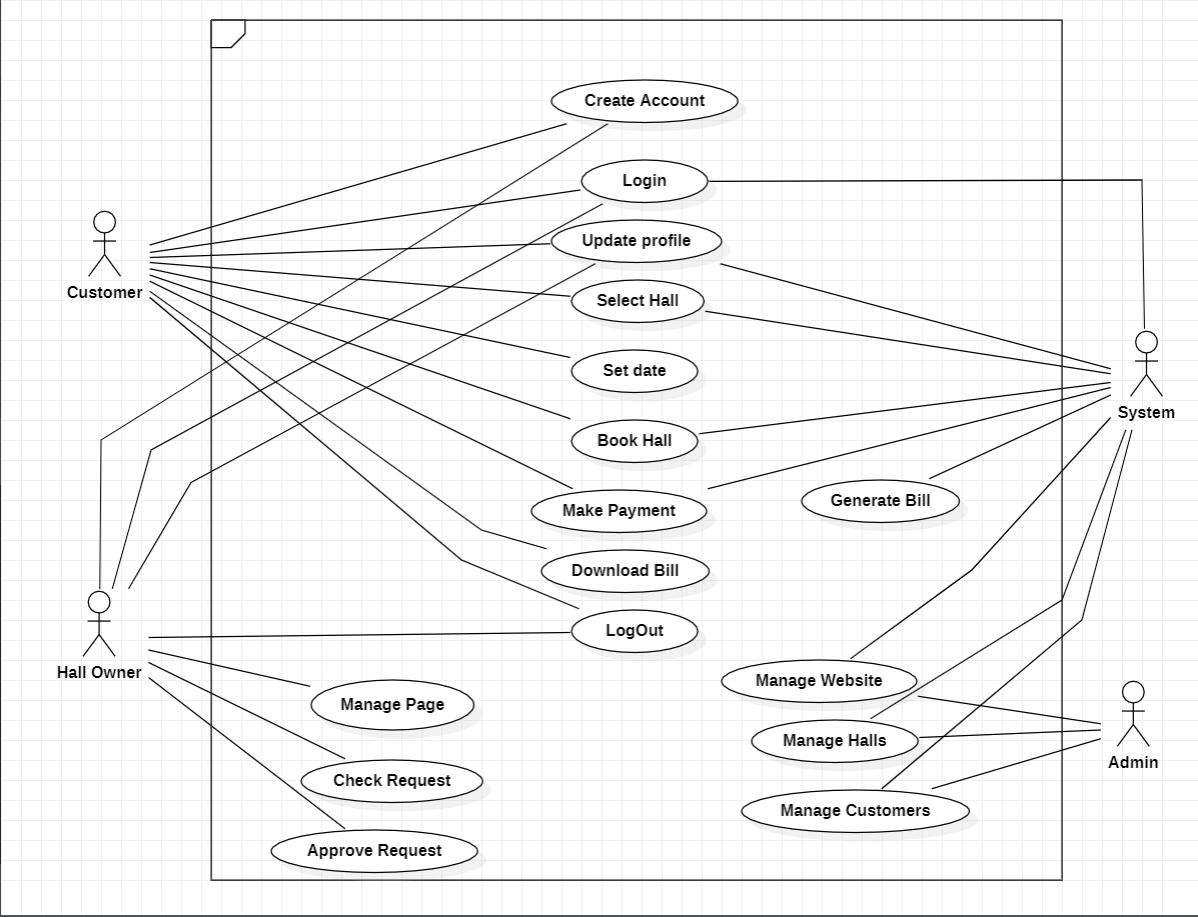 Create Account
Login
Update profile
Customer
Select Hall
Set date
System
Book Hall
Generate Bill
Make Payment
Download Bill
LogOut
Hall Owner
Manage Website
Manage Page
Manage Halls
Admin
Check Request
Manage Customers
Approve Request